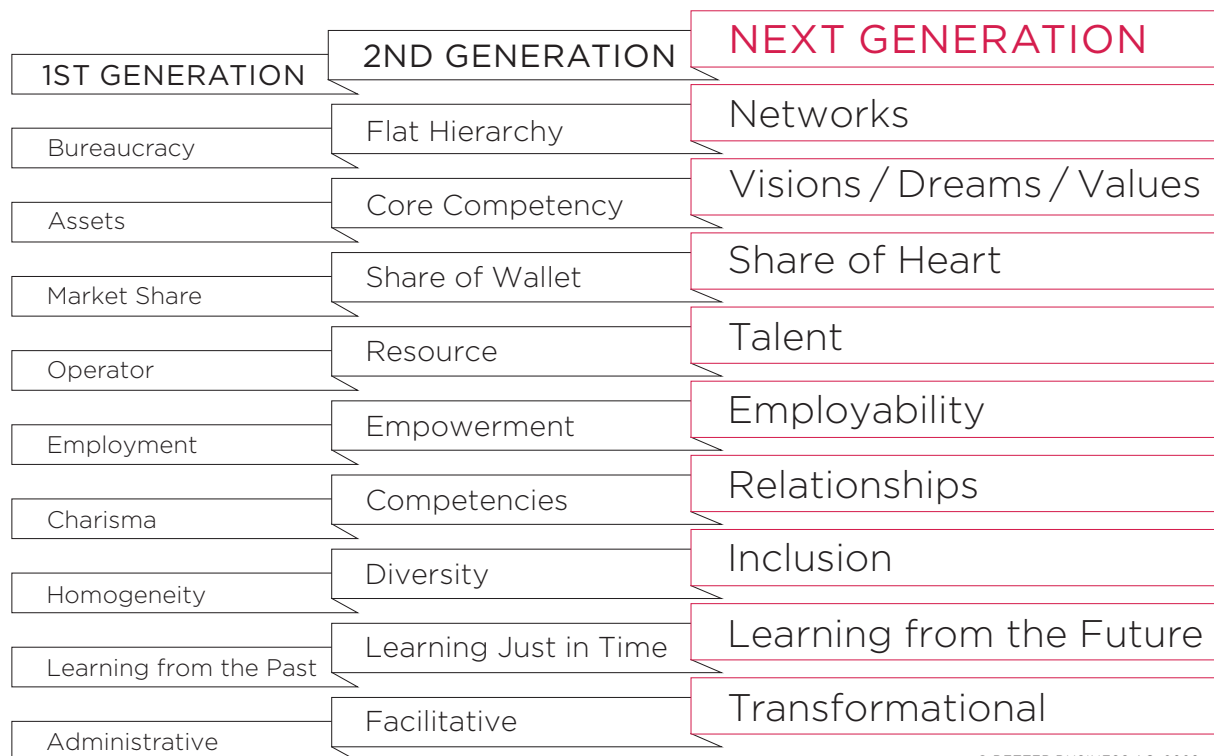 1ST GENERATION
2ND GENERATION
NEXT GENERATION
Bureaucracy
Flat Hierarchy
Networks
Assets
Core Competency
Visions / Dreams / Values
Market Share
Share of Wallet
Share of Heart
Operator
Resource
Talent
Employment
Empowerment
Employability
Charisma
Competencies
Relationships
Homogeneity
Diversity
Inclusion
Learning from the Past
Learning Just in Time
Learning from the Future
Administrative
Facilitative
Transformational